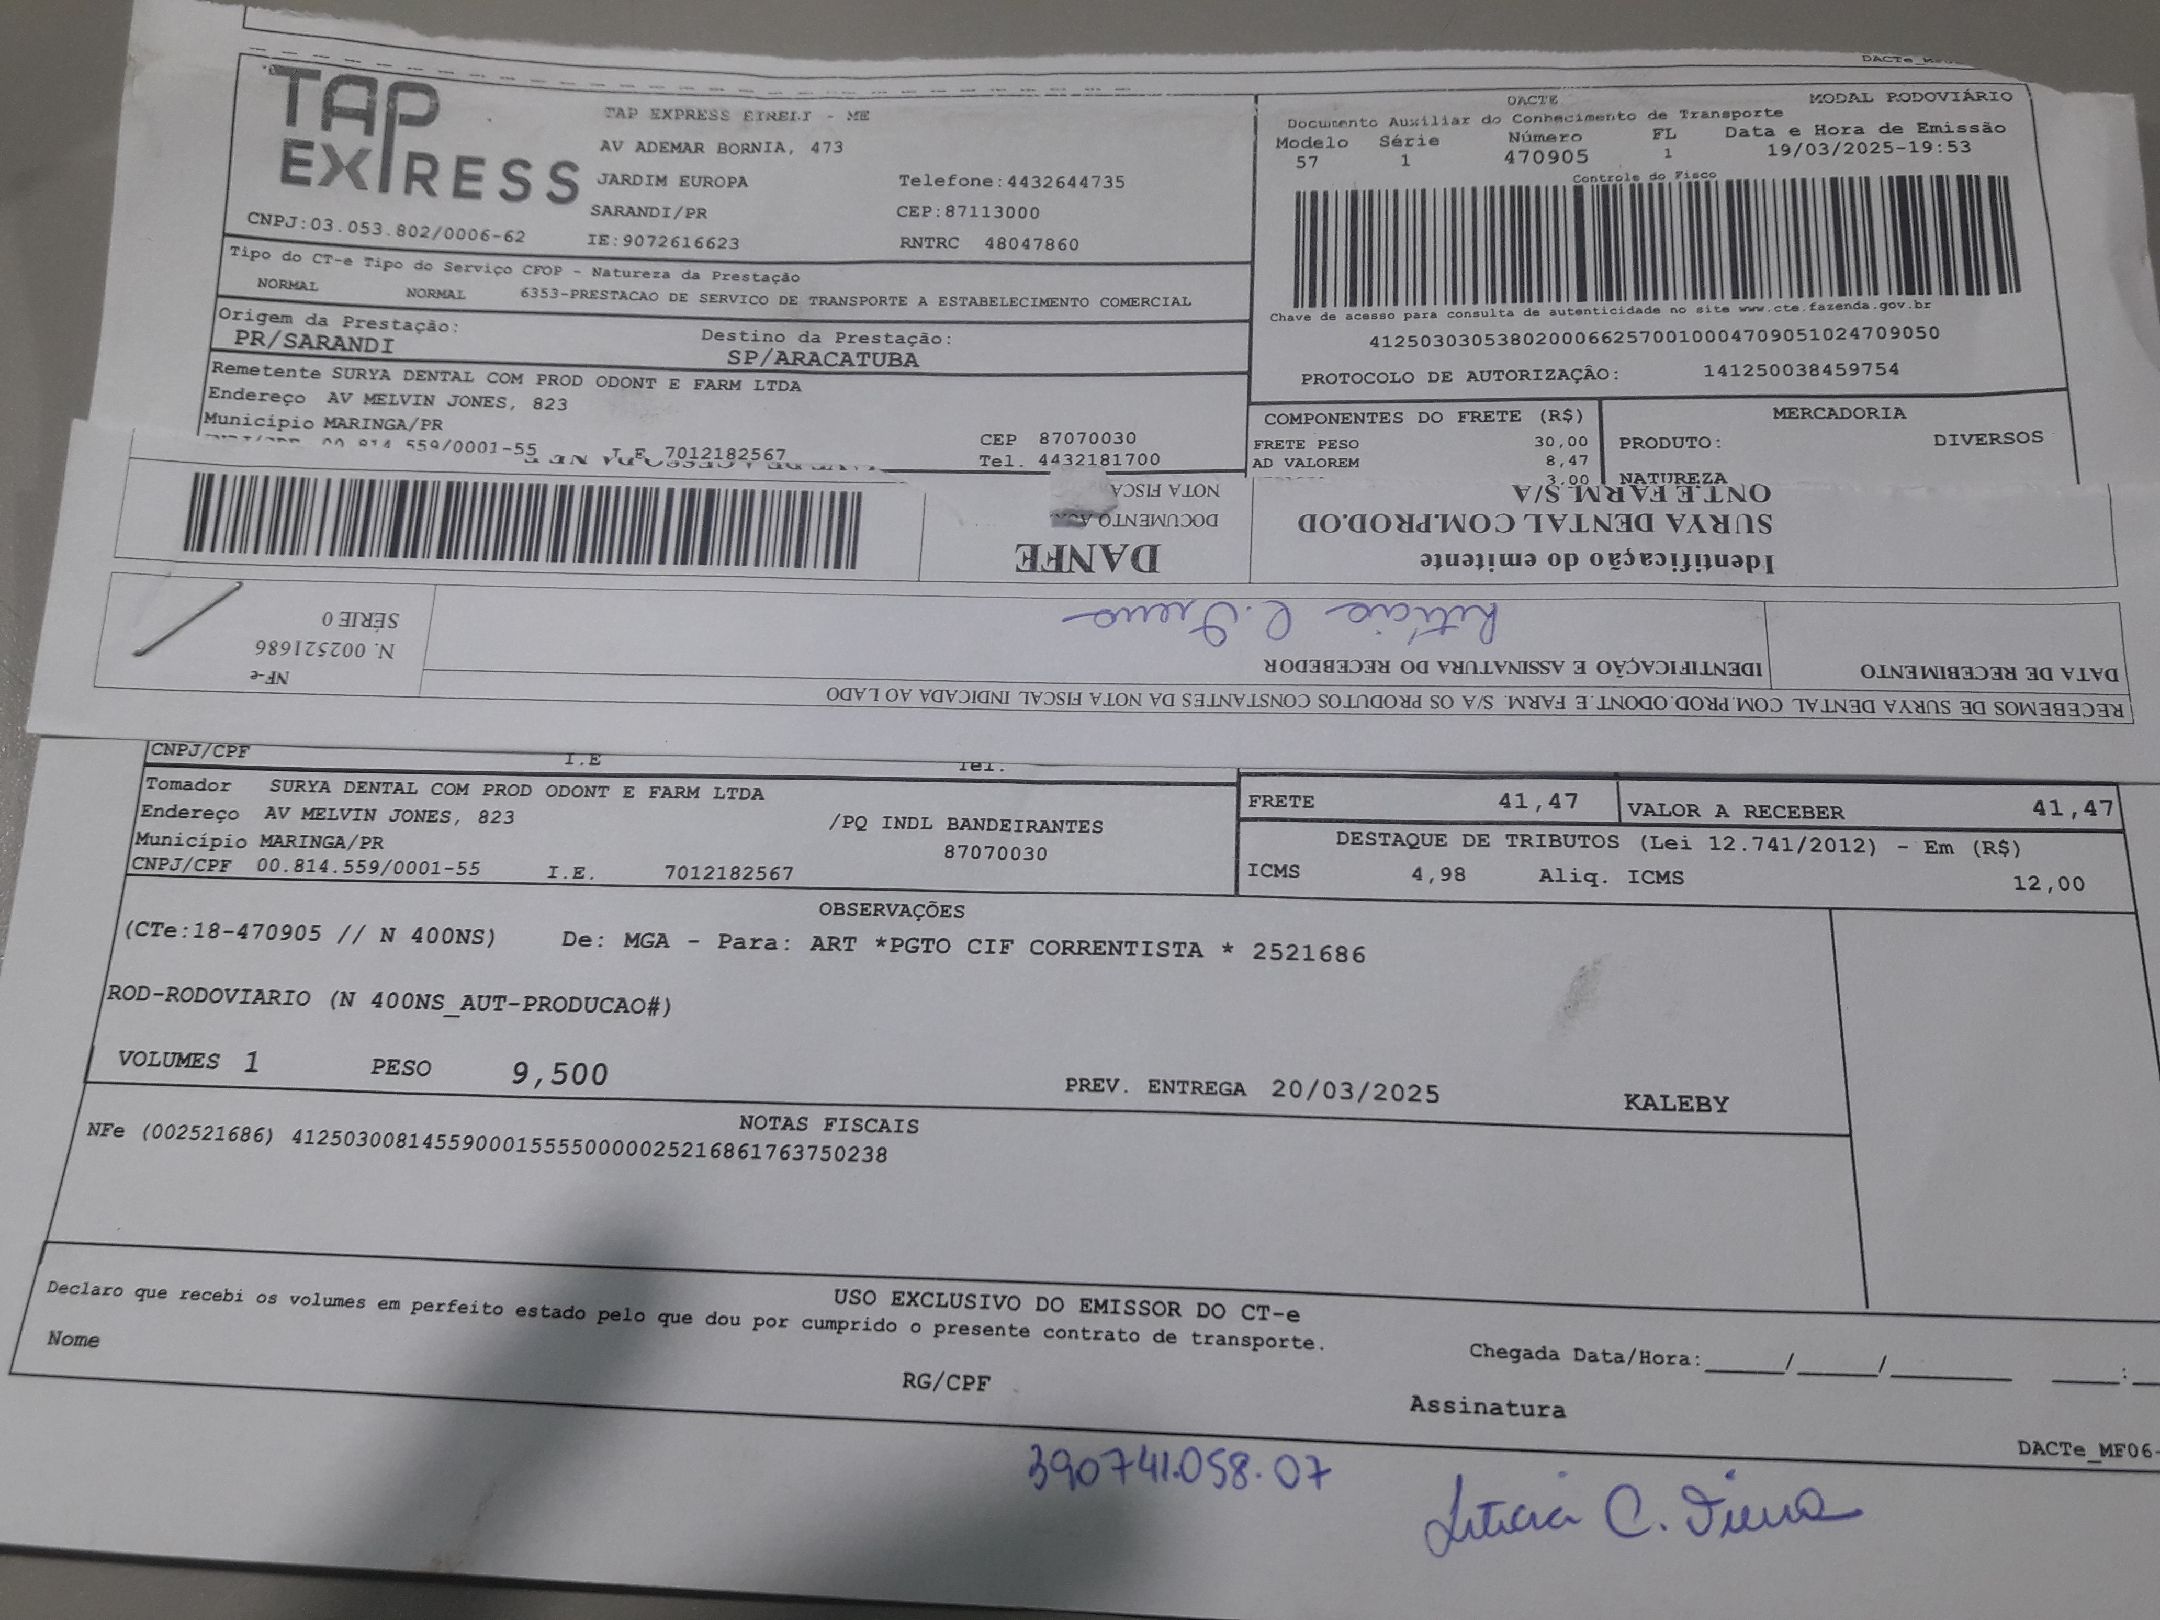 TAP EXPRESS
TAP EXPRESS EIRELI - ME
AV ADEMAR BORNIA, 473
JARDIM EUROPA Telefone:4432644735
SARANDI/PR CEP:87113000
CNPJ:03.053.802/0006-62 IE:9072616623 RNTRC 48047860
Tipo do CT-e Tipo do Serviço CFOP - Natureza da Prestação
NORMAL NORMAL 6353-PRESTACAO DE SERVICO DE TRANSPORTE A ESTABELECIMENTO COMERCIAL
Origem da Prestação: Destino da Prestação:
PR/SARANDI SP/ARACATUBA
Remetente SURYA DENTAL COM PROD ODONT E FARM LTDA
Endereço AV MELVIN JONES, 823
Município MARINGA/PR CEP 87070030
00.814.559/0001-55 I.E. 7012182567 Tel. 4432181700
DACTE MODAL RODOVIÁRIO
Documento Auxiliar do Conhecimento de Transporte
Modelo Série Número FL Data e Hora de Emissão
57 1 470905 1 19/03/2025-19:53
Controle do Fisco
Chave de acesso para consulta de autenticidade no site www.cte.fazenda.gov.br
41250303053802000662570010004709051024709050
PROTOCOLO DE AUTORIZAÇÃO: 141250038459754
COMPONENTES DO FRETE (R$) MERCADORIA
FRETE PESO 30,00 PRODUTO: DIVERSOS
AD VALOREM 8,47
3,00 NATUREZA
RECEBEMOS DE SURYA DENTAL COM.PROD.ODONT.E FARM. S/A OS PRODUTOS CONSTANTES DA NOTA FISCAL INDICADA AO LADO
DATA DE RECEBIMENTO IDENTIFICAÇÃO E ASSINATURA DO RECEBEDOR
NF-e
N. 002521686
SÉRIE 0
Identificação do emitente
SURYA DENTAL COM.PROD.OD
ONT.E FARM. S/A
DANFE
DOCUMENTO
NOTA FISCA
CNPJ/CPF I.E Tel.
Tomador SURYA DENTAL COM PROD ODONT E FARM LTDA
Endereço AV MELVIN JONES, 823 /PQ INDL BANDEIRANTES
Município MARINGA/PR 87070030
CNPJ/CPF 00.814.559/0001-55 I.E. 7012182567
FRETE 41,47 VALOR A RECEBER 41,47
DESTAQUE DE TRIBUTOS (Lei 12.741/2012) - Em (R$)
ICMS 4,98 Aliq. ICMS 12,00
OBSERVAÇÕES
(CTe:18-470905 // N 400NS) De: MGA - Para: ART *PGTO CIF CORRENTISTA * 2521686
ROD-RODOVIARIO (N 400NS_AUT-PRODUCAO#)
VOLUMES 1 PESO 9,500 PREV. ENTREGA 20/03/2025 KALEBY
NOTAS FISCAIS
NFe (002521686) 41250300814559000155550000025216861763750238
USO EXCLUSIVO DO EMISSOR DO CT-e
Declaro que recebi os volumes em perfeito estado pelo que dou por cumprido o presente contrato de transporte.
Nome RG/CPF Chegada Data/Hora:____/____/______ ___:
Assinatura
DACTe_MF06-
390741.058.07